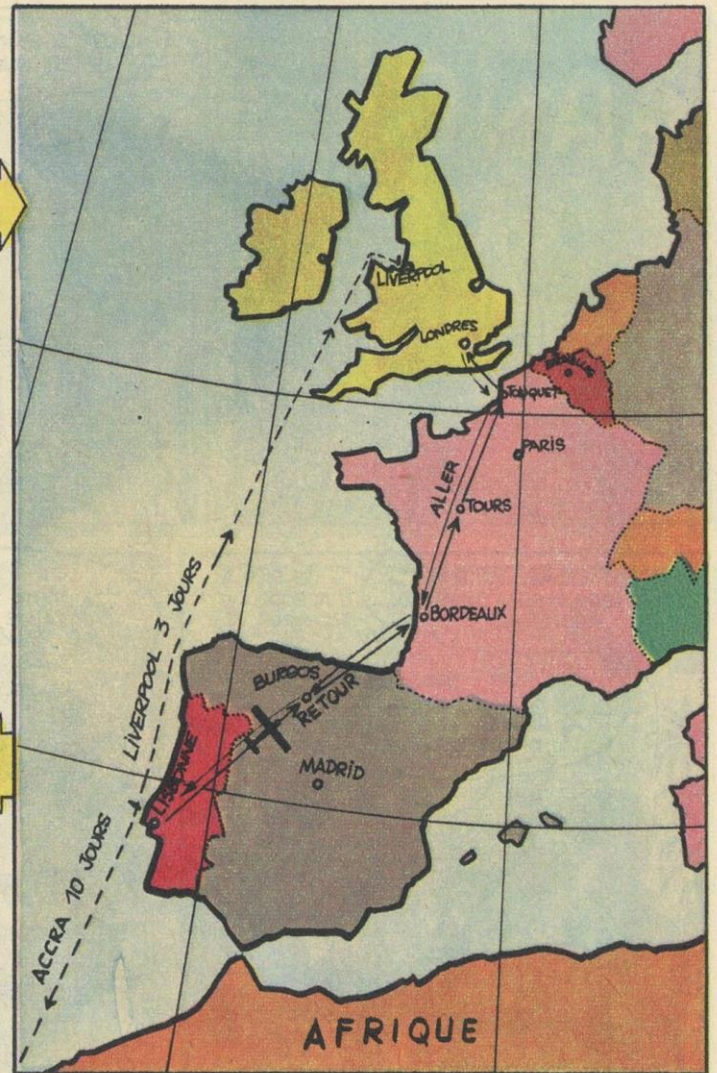 LIVERPOOL
LONDRES
TOUQUET
PARIS
ALLER
TOURS
LIVERPOOL 3 JOURS
BORDEAUX
BURGOS
RETOUR
LISBONNE
MADRID
ACCRA 10 JOURS
AFRIQUE